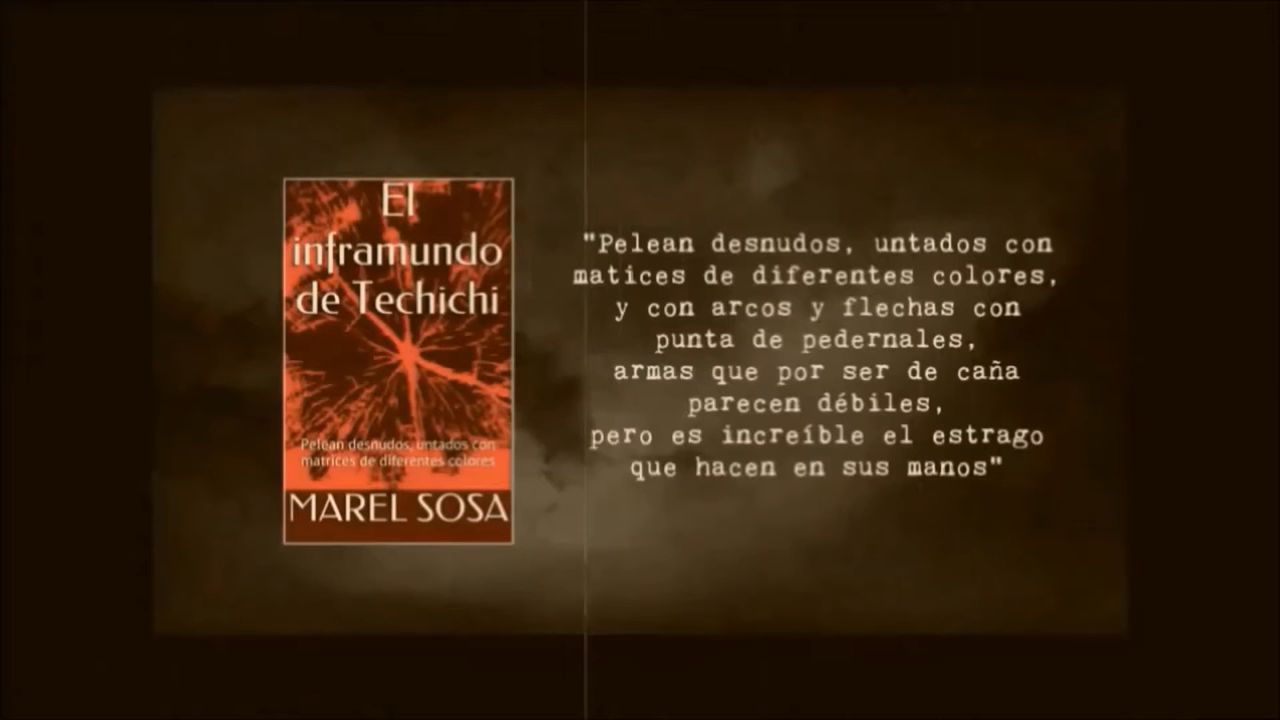 El
inframundo
de Techichi
Pelean desnudos, untados con
matrices de diferentes colores
MAREL SOSA
"Pelean desnudos, untados con
matices de diferentes colores,
y con arcos y flechas con
punta de pedernales,
armas que por ser de caña
parecen débiles,
pero es increíble el estrago
que hacen en sus manos"